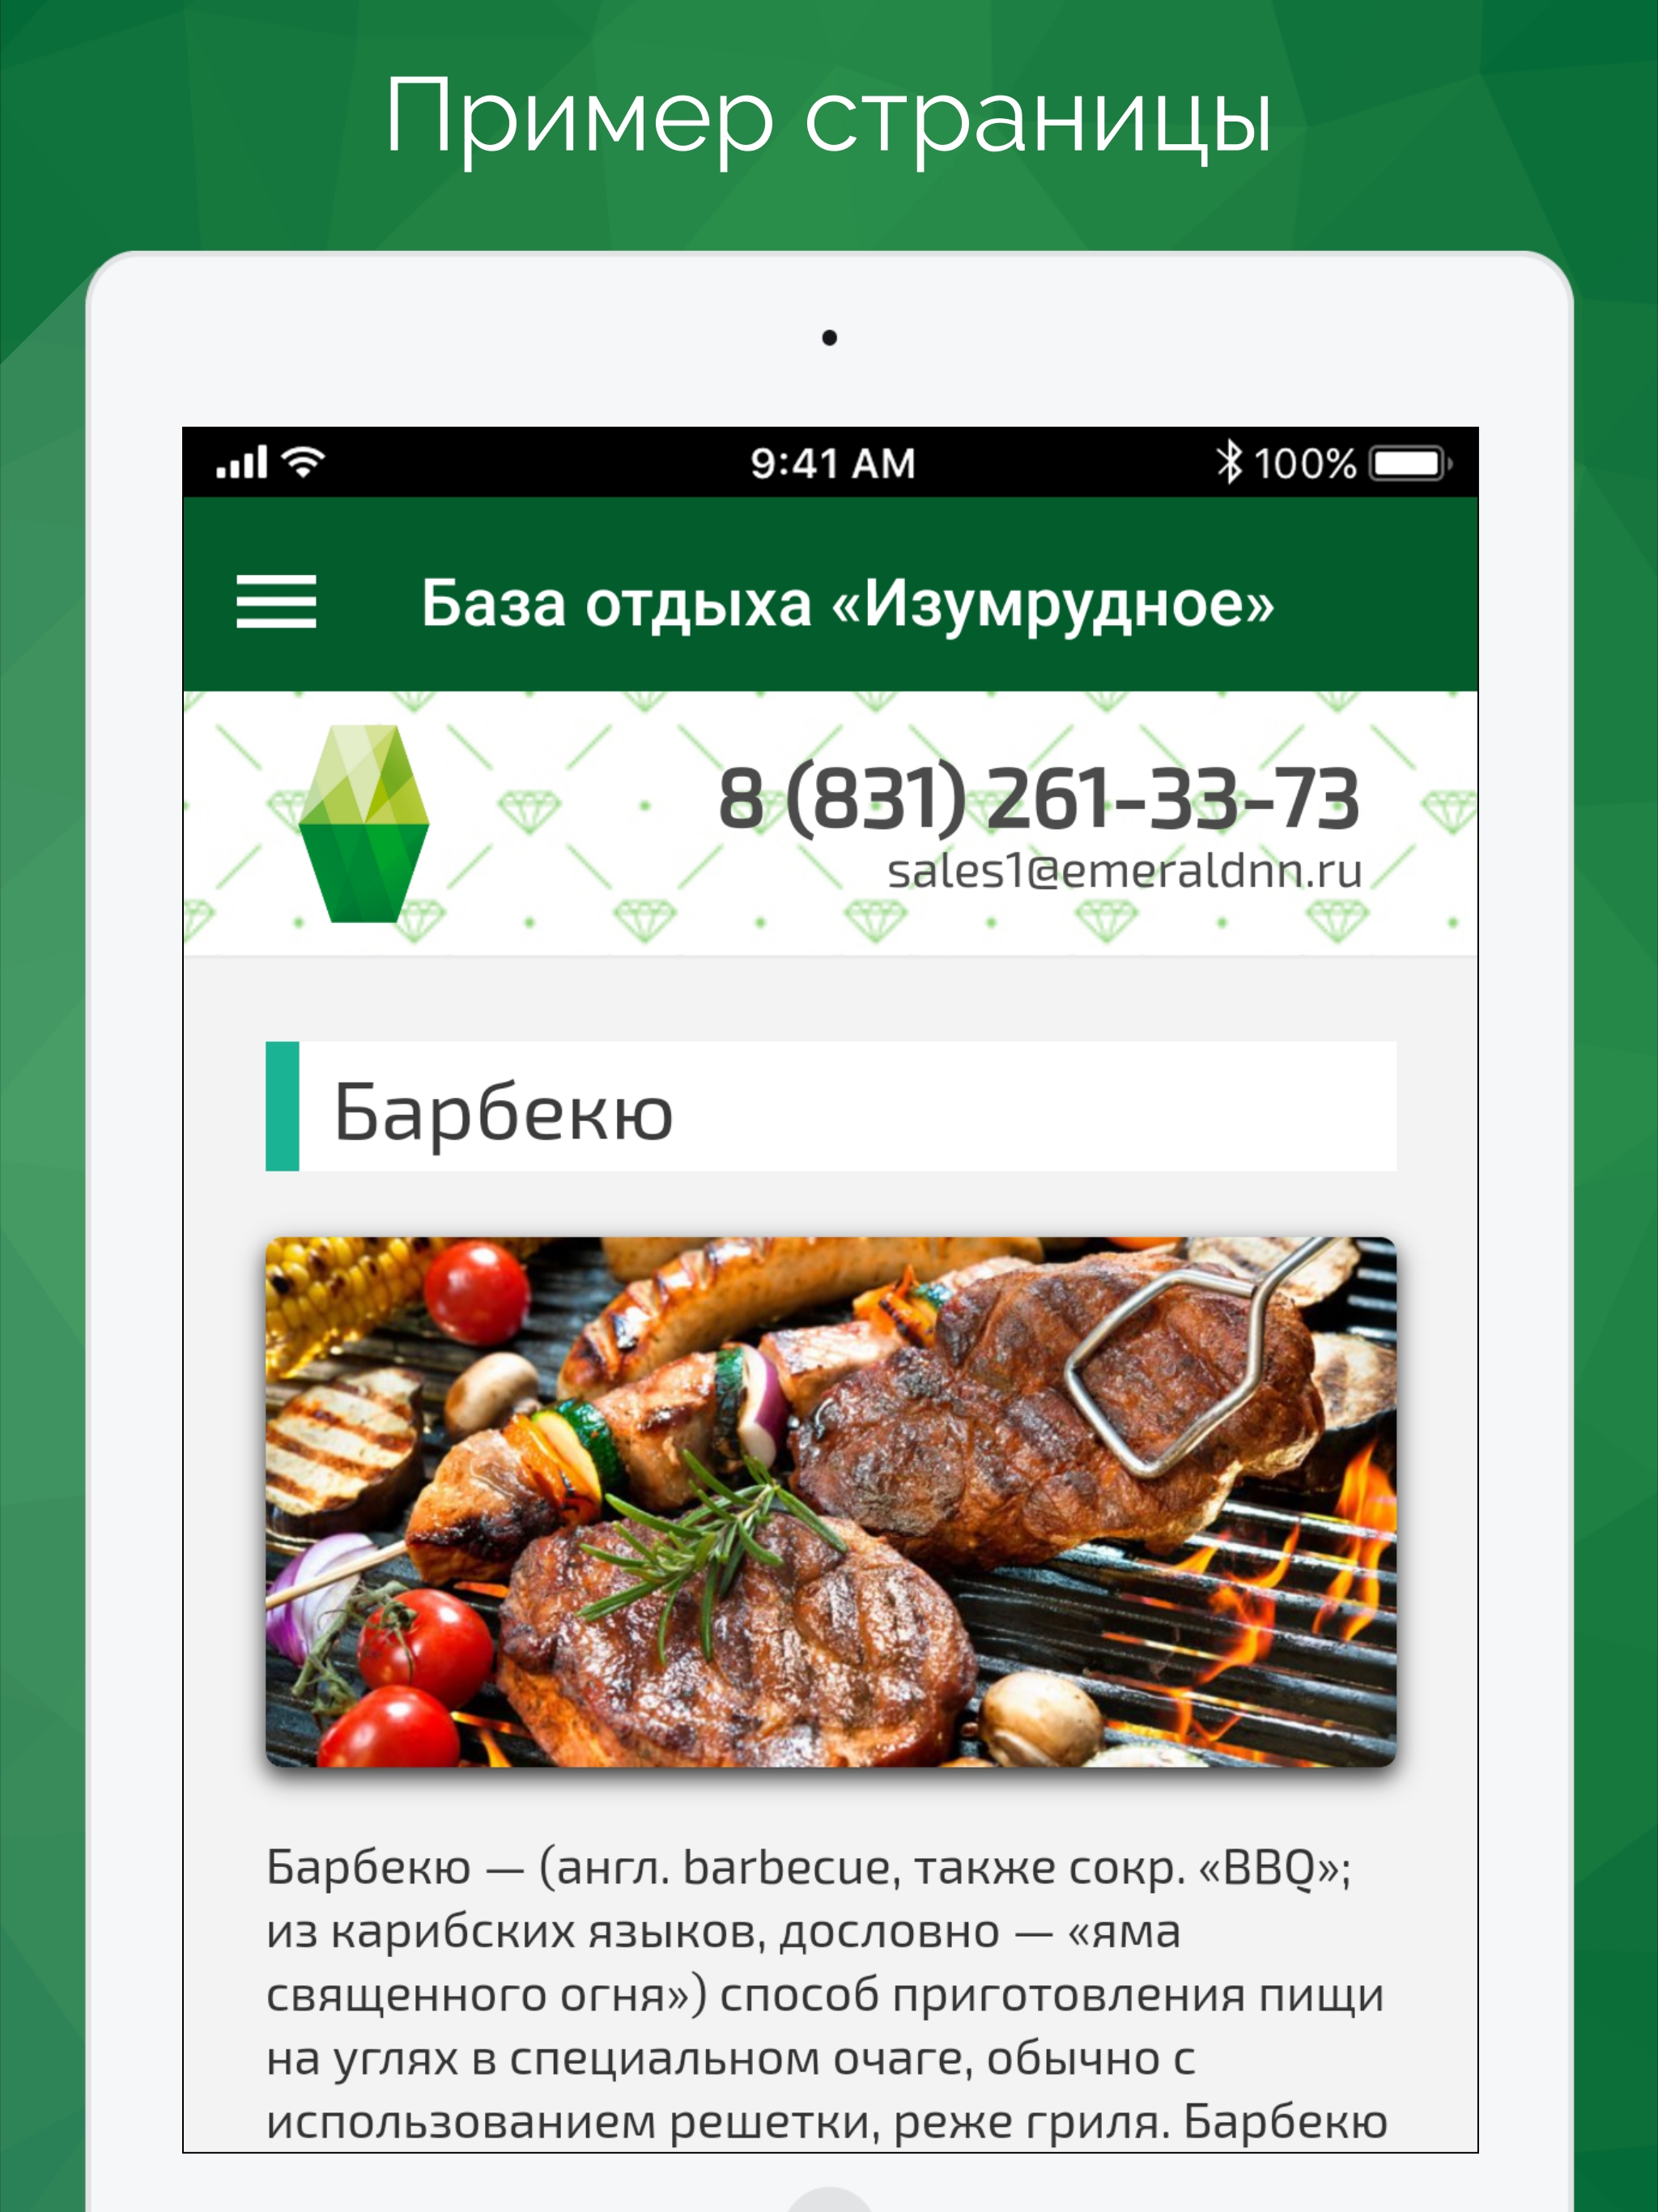 Пример страницы
9:41 AM
100%
База отдыха «Изумрудное»
8 (831) 261-33-73
sales1@emeraldnn.ru
Барбекю
Барбекю — (англ. barbecue, также сокр. «BBQ»;
из карибских языков, дословно — «яма
священного огня») способ приготовления пищи
на углях в специальном очаге, обычно с
использованием решетки, реже гриля. Барбекю